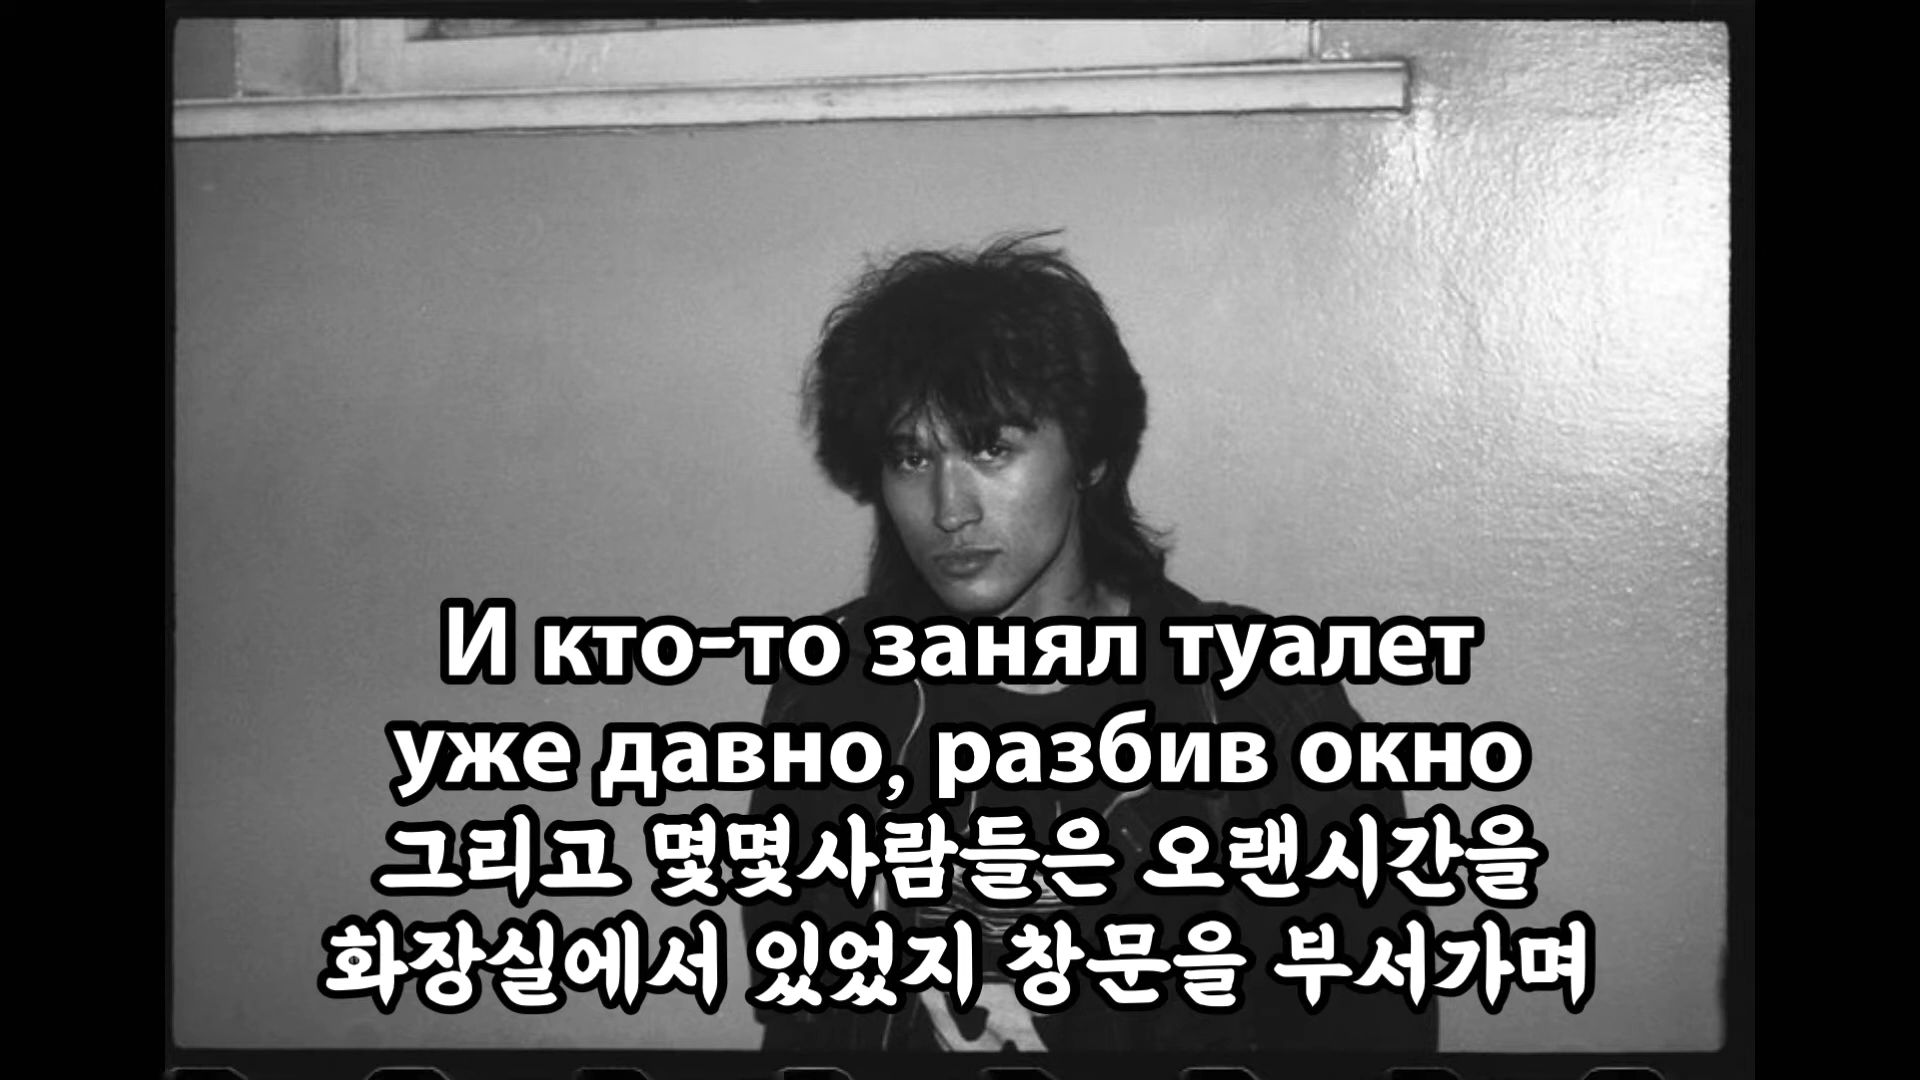 И кто-то занял туалет
уже давно, разбив окно
그리고 몇몇사람들은 오랜시간을
화장실에서 있었지 창문을 부서가며